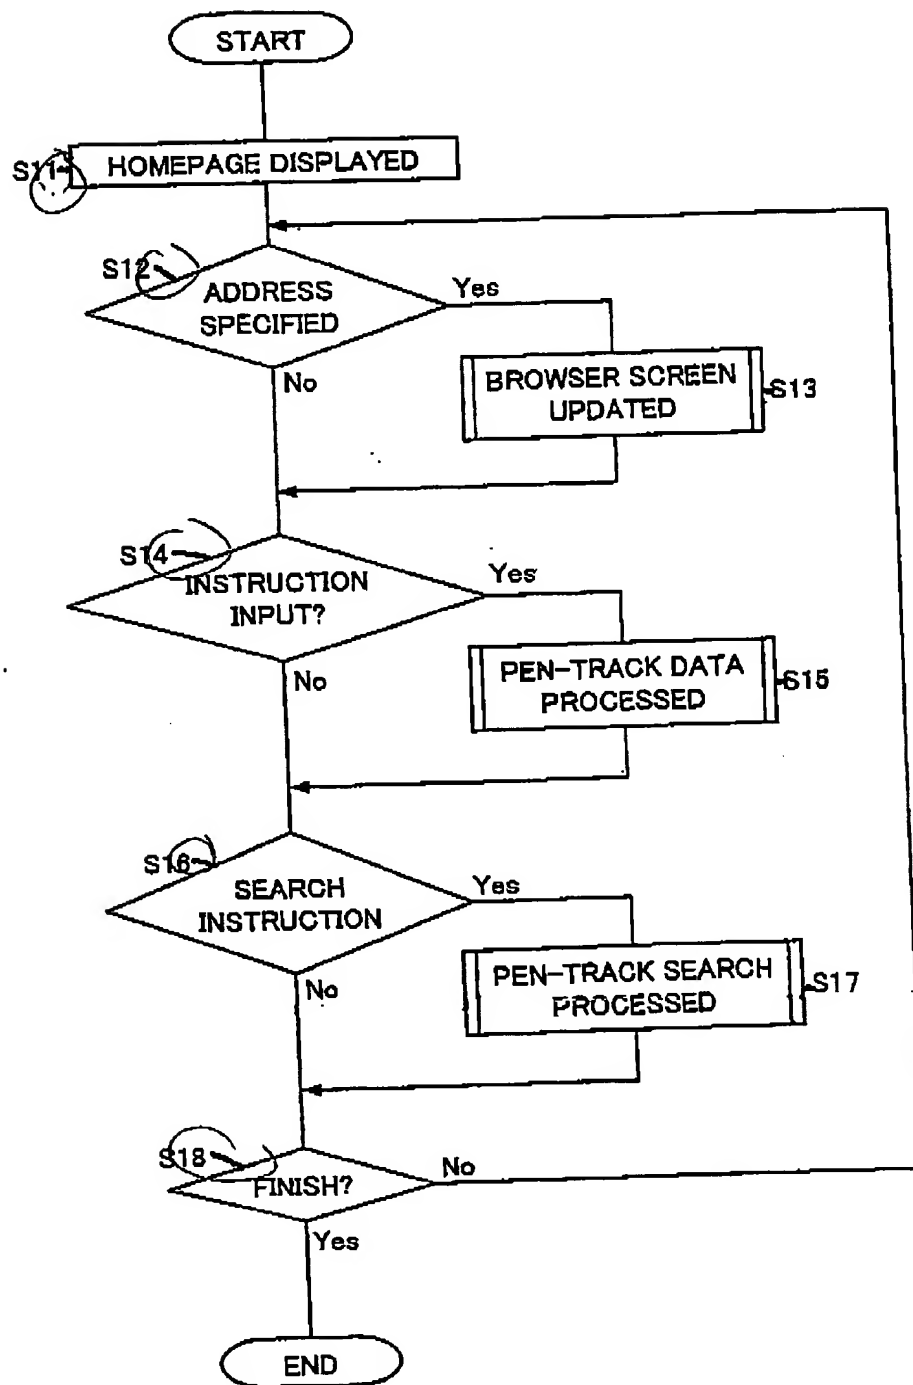 START
S11
HOMEPAGE DISPLAYED
S12
ADDRESS
SPECIFIED
Yes
No
BROWSER SCREEN
UPDATED
S13
S14
INSTRUCTION
INPUT?
Yes
No
PEN-TRACK DATA
PROCESSED
S15
S16
SEARCH
INSTRUCTION
Yes
No
PEN-TRACK SEARCH
PROCESSED
S17
S18
FINISH?
No
Yes
END